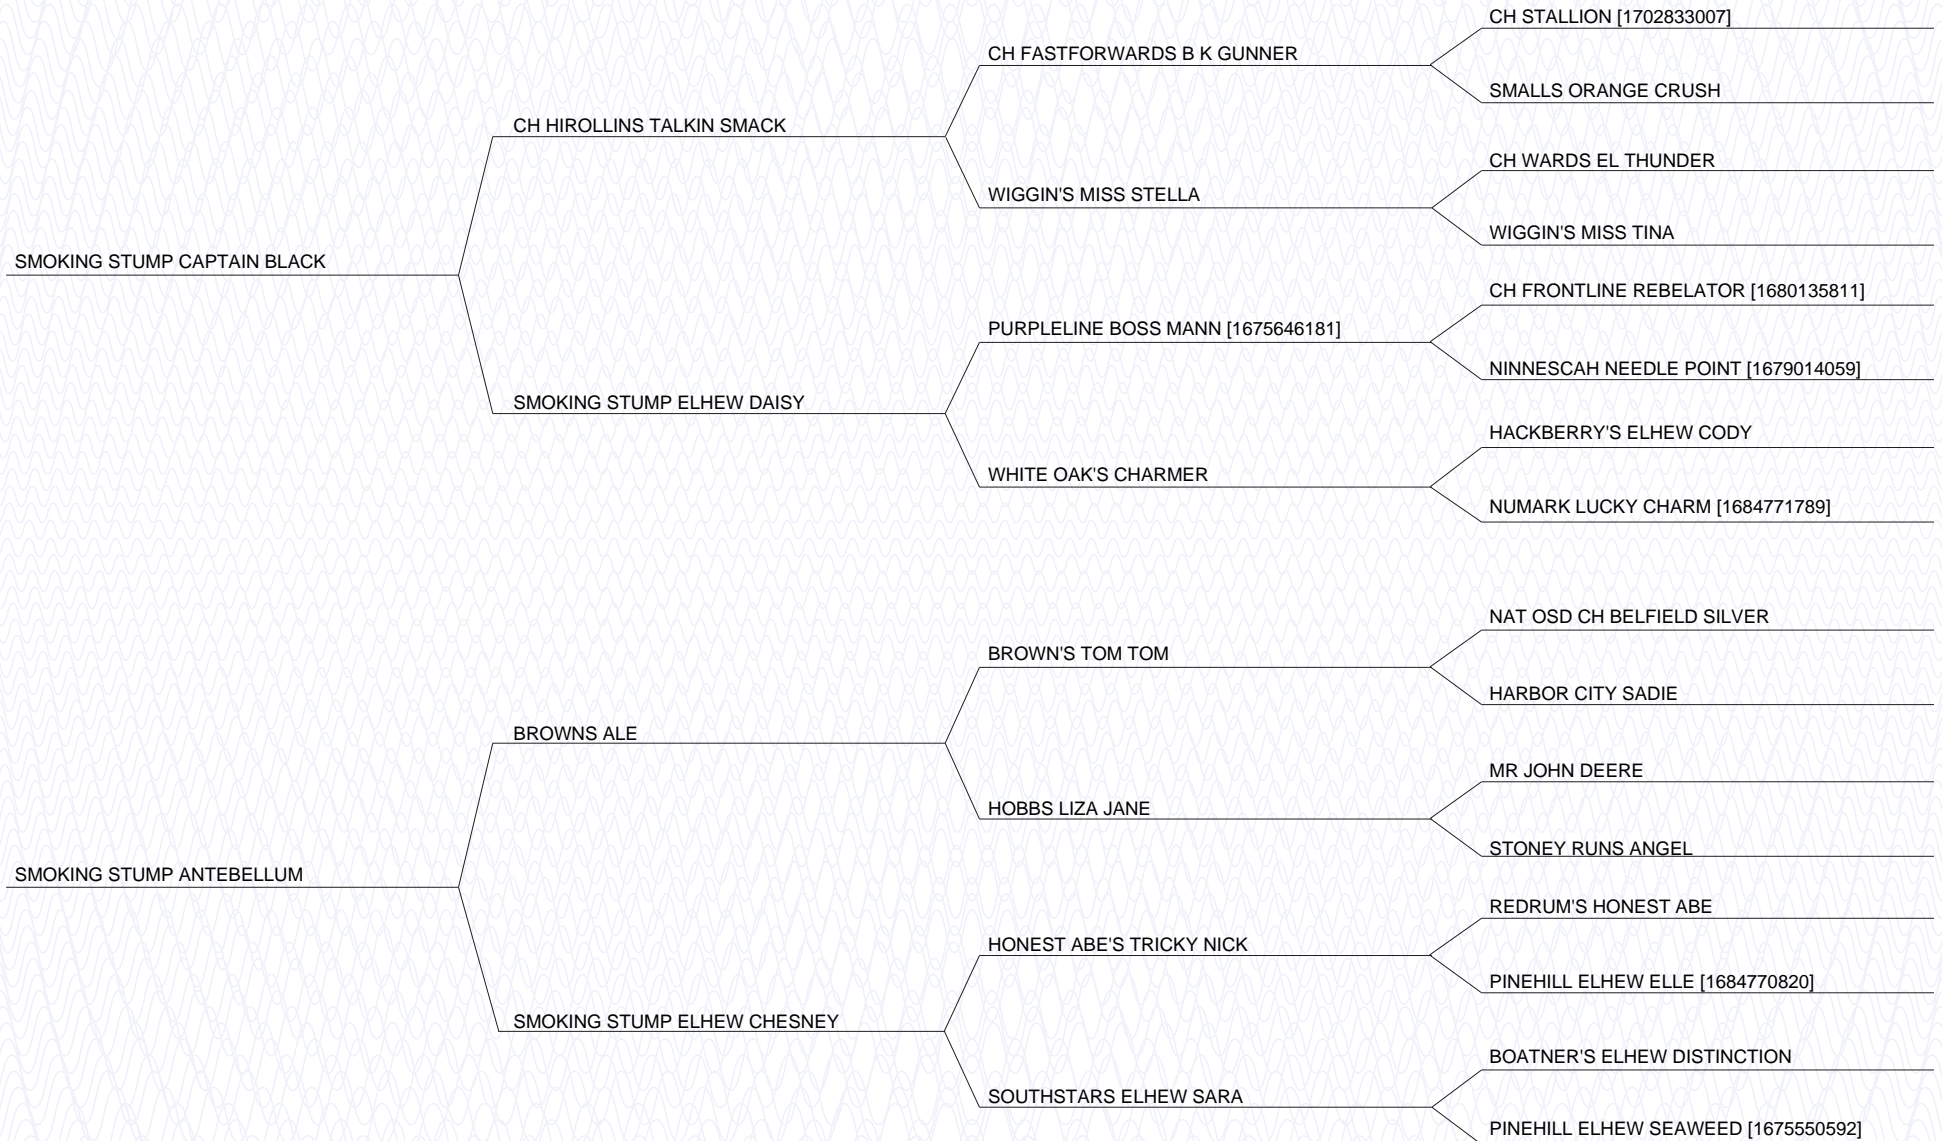 CH STALLION [1702833007]
CH FASTFORWARDS B K GUNNER
SMALLS ORANGE CRUSH
CH HIROLLINS TALKIN SMACK
CH WARDS EL THUNDER
WIGGIN'S MISS STELLA
WIGGIN'S MISS TINA
SMOKING STUMP CAPTAIN BLACK
CH FRONTLINE REBELATOR [1680135811]
PURPLELINE BOSS MANN [1675646181]
NINNESCAH NEEDLE POINT [1679014059]
SMOKING STUMP ELHEW DAISY
HACKBERRY'S ELHEW CODY
WHITE OAK'S CHARMER
NUMARK LUCKY CHARM [1684771789]
NAT OSD CH BELFIELD SILVER
BROWN'S TOM TOM
HARBOR CITY SADIE
BROWNS ALE
MR JOHN DEERE
HOBBS LIZA JANE
STONEY RUNS ANGEL
SMOKING STUMP ANTEBELLUM
REDRUM'S HONEST ABE
HONEST ABE'S TRICKY NICK
PINEHILL ELHEW ELLE [1684770820]
SMOKING STUMP ELHEW CHESNEY
BOATNER'S ELHEW DISTINCTION
SOUTHSTARS ELHEW SARA
PINEHILL ELHEW SEAWEED [1675550592]